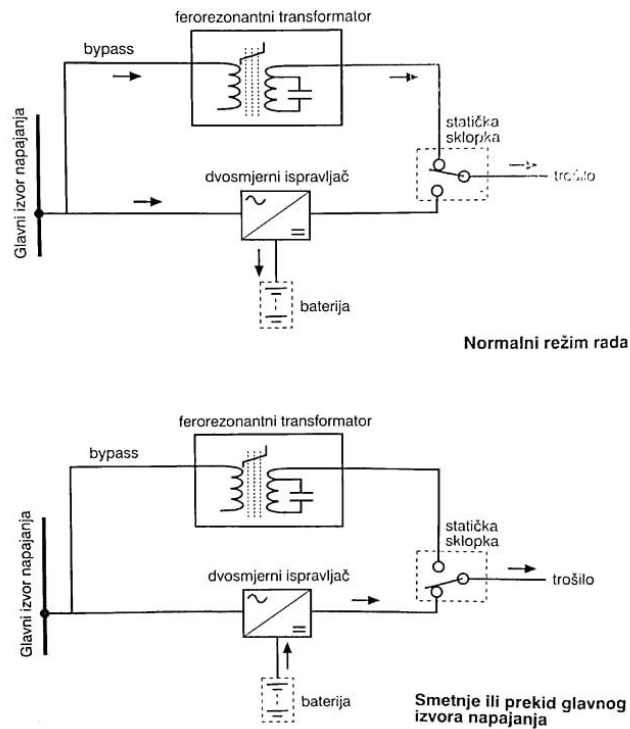 ferorezonantni transformator
bypass
statička
sklopka
trošilo
dvosmjerni ispravljač
Glavni izvor napajanja
baterija
Normalni režim rada
ferorezonantni transformator
bypass
statička
sklopka
trošilo
dvosmjerni ispravljač
Glavni izvor napajanja
baterija
Smetnje ili prekid glavnog
izvora napajanja